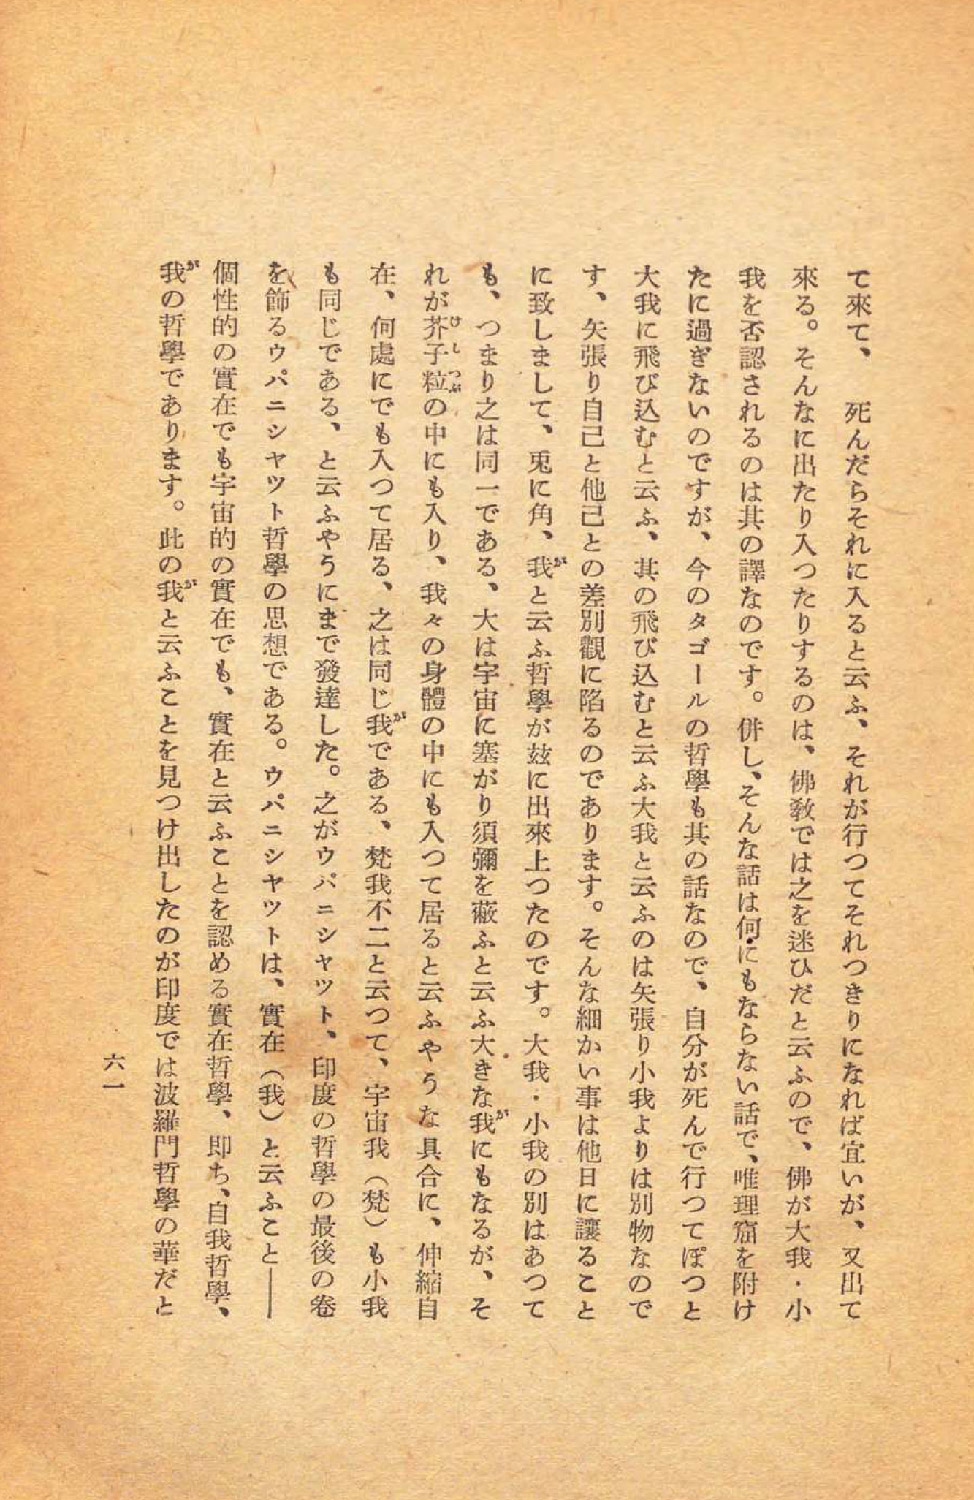 て來て、　死んだらそれに入ると云ふ、それが行つてそれつきりになれば宜いが、又出て
來る。そんなに出たり入つたりするのは、佛敎では之を迷ひだと云ふので、佛が大我・小
我を否認されるのは其の譯なのです。併し、そんな話は何にもならない話で、唯理窟を附け
たに過ぎないのですが、今のタゴールの哲學も其の話なので、自分が死んで行つてぽつと
大我に飛び込むと云ふ、其の飛び込むと云ふ大我と云ふのは矢張り小我よりは別物なので
す、矢張り自己と他己との差別觀に陷るのであります。そんな細かい事は他日に讓ること
に致しまして、兎に角、我がと云ふ哲學が玆に出來上つたのです。大我・小我の別はあつて
も、つまり之は同一である、大は宇宙に塞がり須彌を蔽ふと云ふ大きな我がにもなるが、そ
れが芥子粒ひしつぶの中にも入り、我々の身體の中にも入つて居ると云ふやうな具合に、伸縮自
在、何處にでも入つて居る、之は同じ我がである、梵我不二と云つて、宇宙我（梵）も小我
も同じである、と云ふやうにまで發達した。之がウパニシヤツト、印度の哲學の最後の卷
を飾るウパニシヤツト哲學の思想である。ウパニシヤツトは、實在（我）と云ふこと――
個性的の實在でも宇宙的の實在でも、實在と云ふことを認める實在哲學、卽ち、自我哲學、
我がの哲學であります。此の我がと云ふことを見つけ出したのが印度では波羅門哲學の華だと
六一